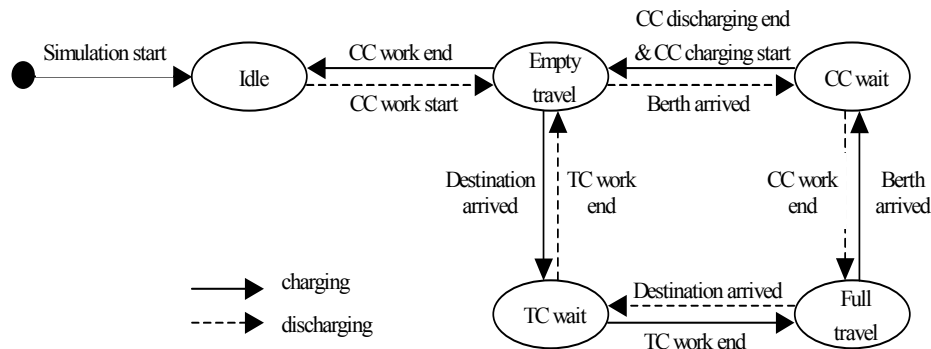 CC discharging end
& CC charging start
Simulation start
CC work end
Idle
Empty
travel
CC wait
CC work start
Berth arrived
Destination
arrived
TC work
end
CC work
end
Berth
arrived
charging
discharging
TC wait
Destination arrived
Full
travel
TC work end